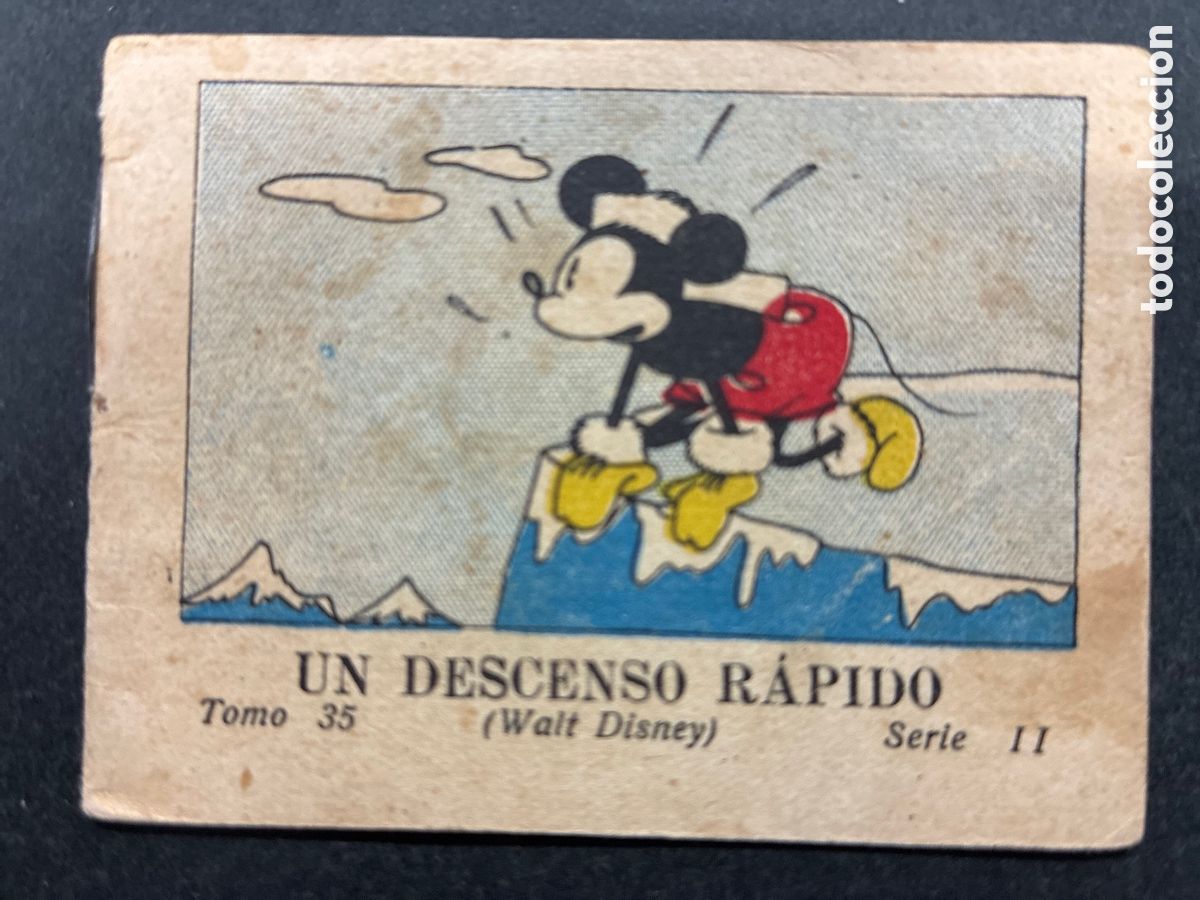 UN DESCENSO RÁPIDO
Tomo 35 (Walt Disney) Serie II
todocoleccion